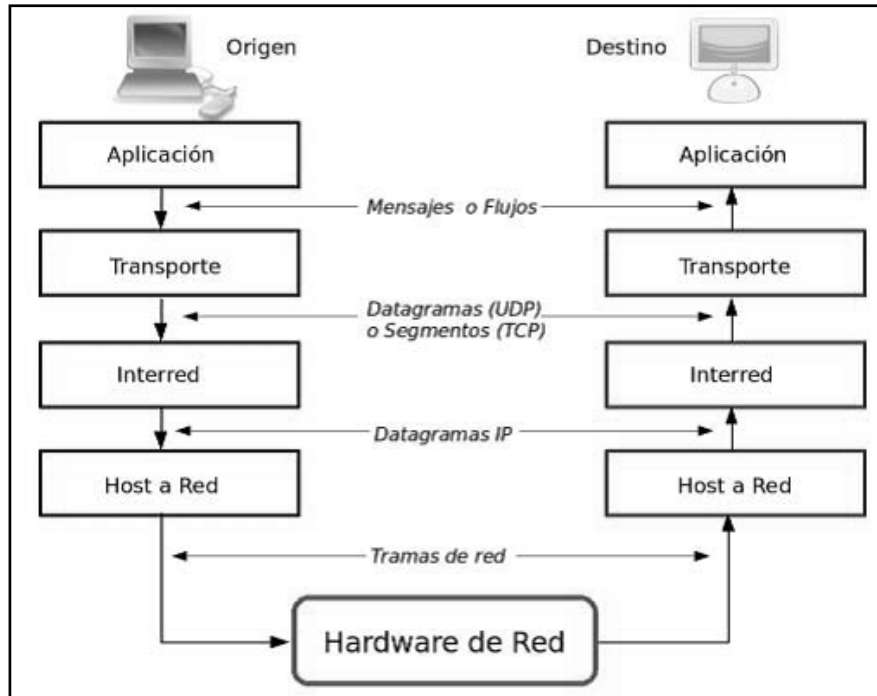 Origen
Destino
Aplicación
Aplicación
Mensajes o Flujos
Transporte
Transporte
Datagramas (UDP)
o Segmentos (TCP)
Interred
Interred
Datagramas IP
Host a Red
Host a Red
Tramas de red
Hardware de Red